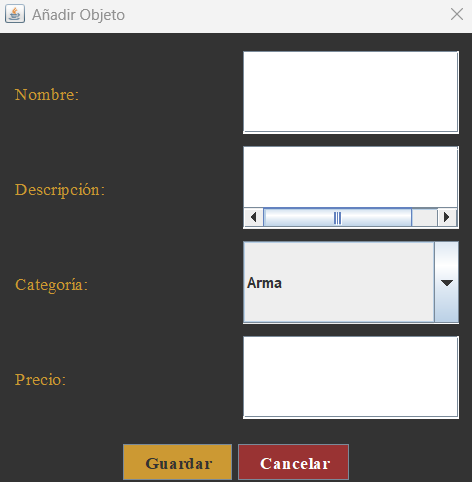 Añadir Objeto
Nombre:
Descripción:
Categoría:
Arma
Precio:
Guardar
Cancelar